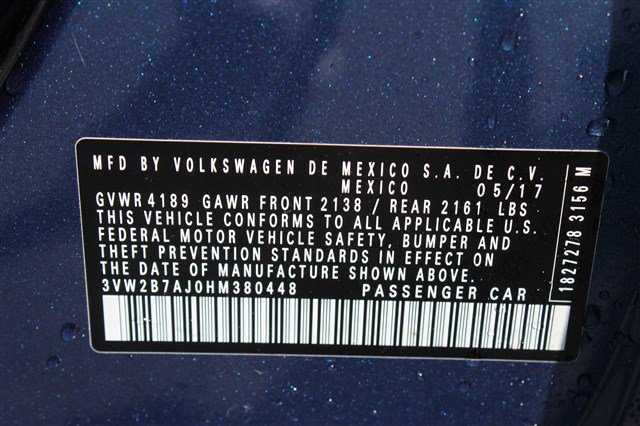 MFD BY VOLKSWAGEN DE MEXICO S.A. DE C.V.
MEXICO 05/17
GVWR 4189 GAWR FRONT 2138 / REAR 2161 LBS
THIS VEHICLE CONFORMS TO ALL APPLICABLE U.S.
FEDERAL MOTOR VEHICLE SAFETY, BUMPER AND
THEFT PREVENTION STANDARDS IN EFFECT ON
THE DATE OF MANUFACTURE SHOWN ABOVE.
3VW2B7AJ0HM380448 PASSENGER CAR
1827278 3156 M